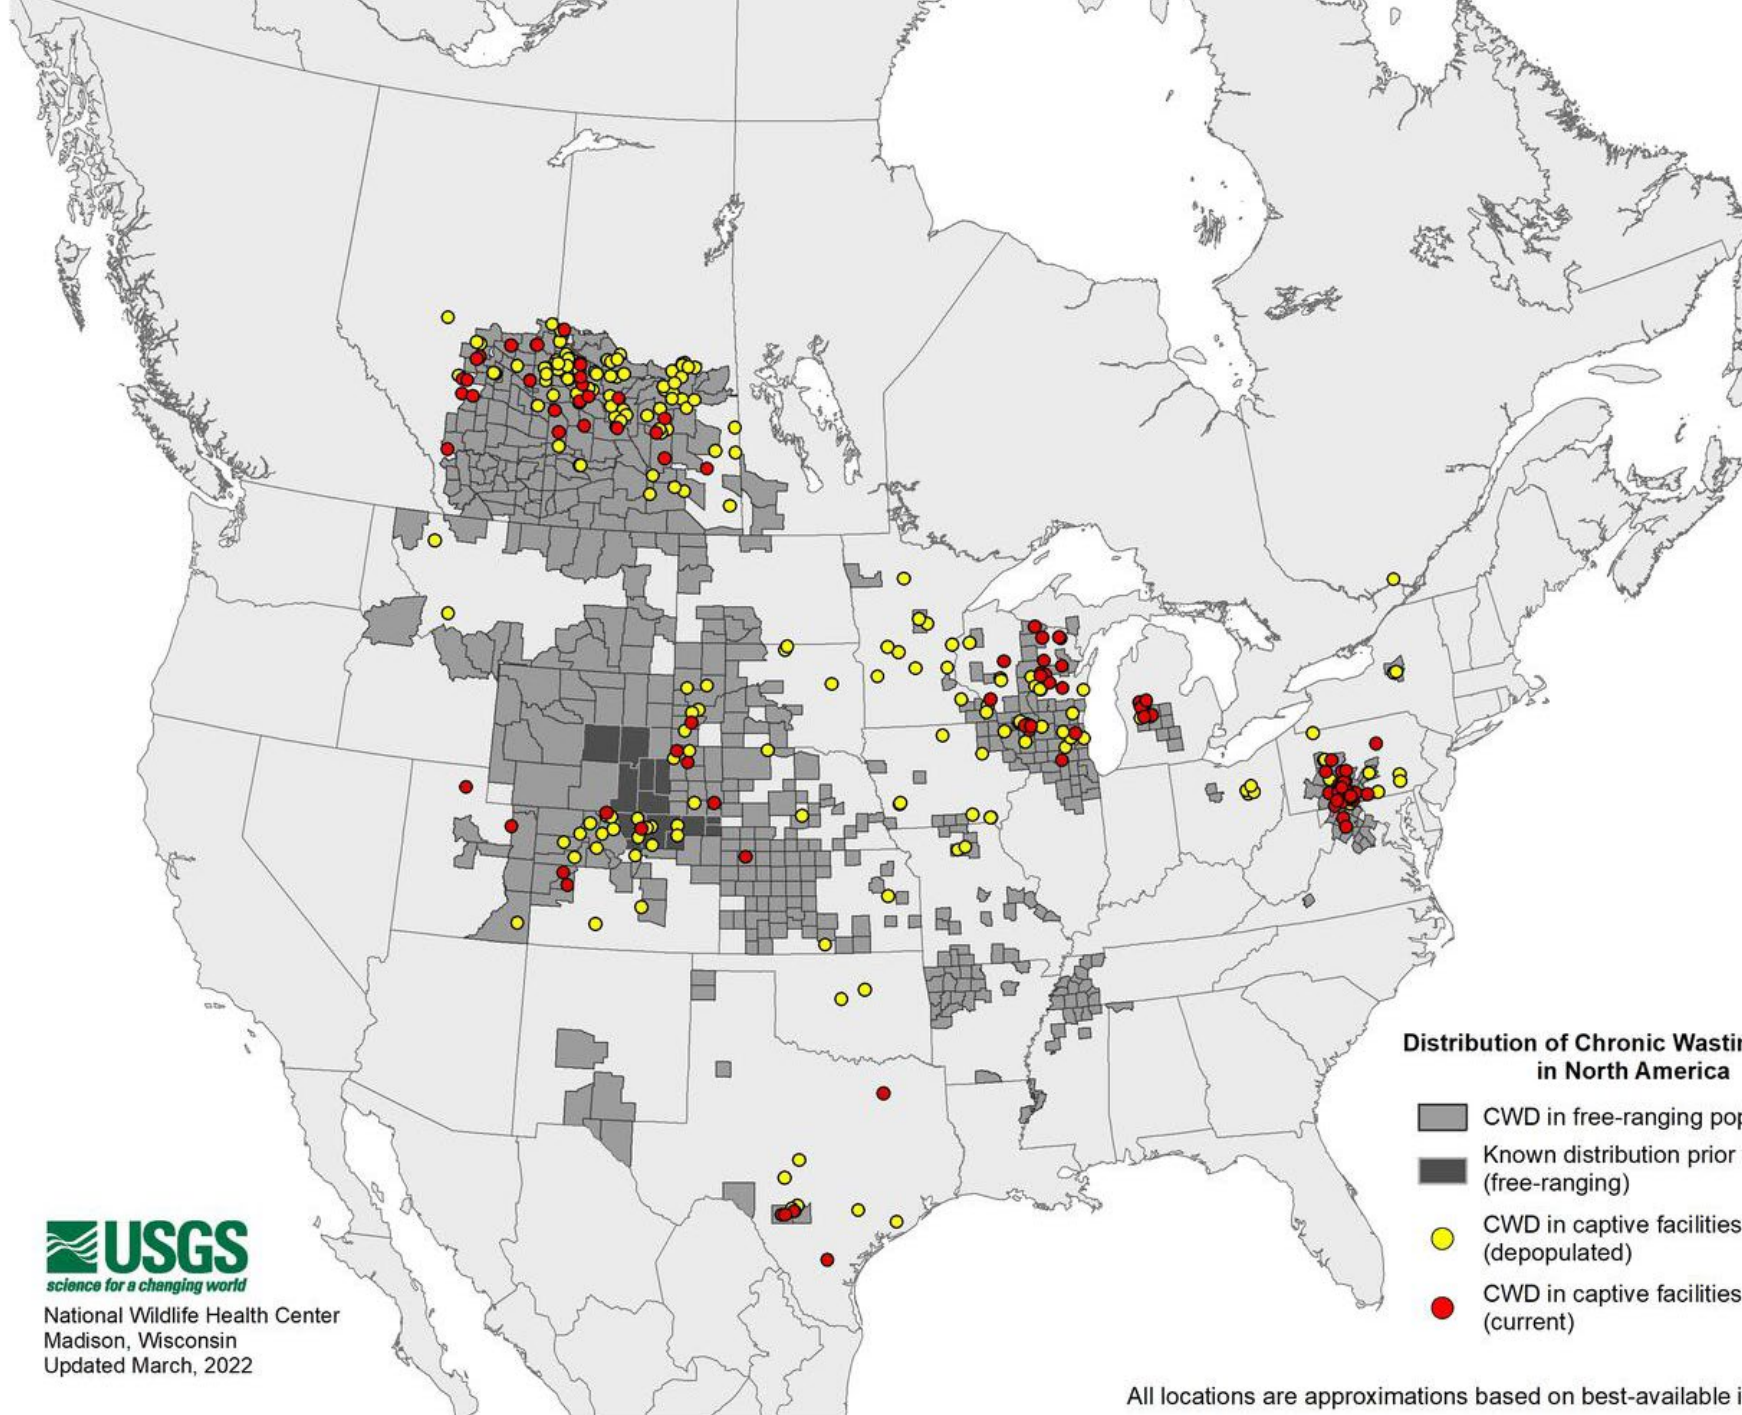 Distribution of Chronic
in North America
CWD in free-ranging
Known distribution prior
(free-ranging)
CWD in captive facilities
(depopulated)
CWD in captive facilities
(current)
USGS
science for a changing world
National Wildlife Health Center
Madison, Wisconsin
Updated March, 2022
All locations are approximations based on best-available